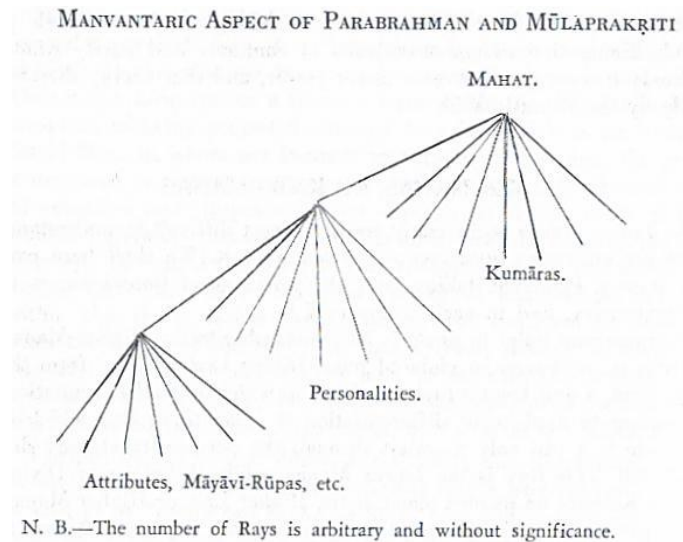 MANVANTARIC ASPECT OF PARABRAHMAN AND MŪLAPRAKṚITI
MAHAT.
Kumāras.
Personalities.
Attributes, Māyāvī-Rūpas, etc.
N. B.—The number of Rays is arbitrary and without significance.